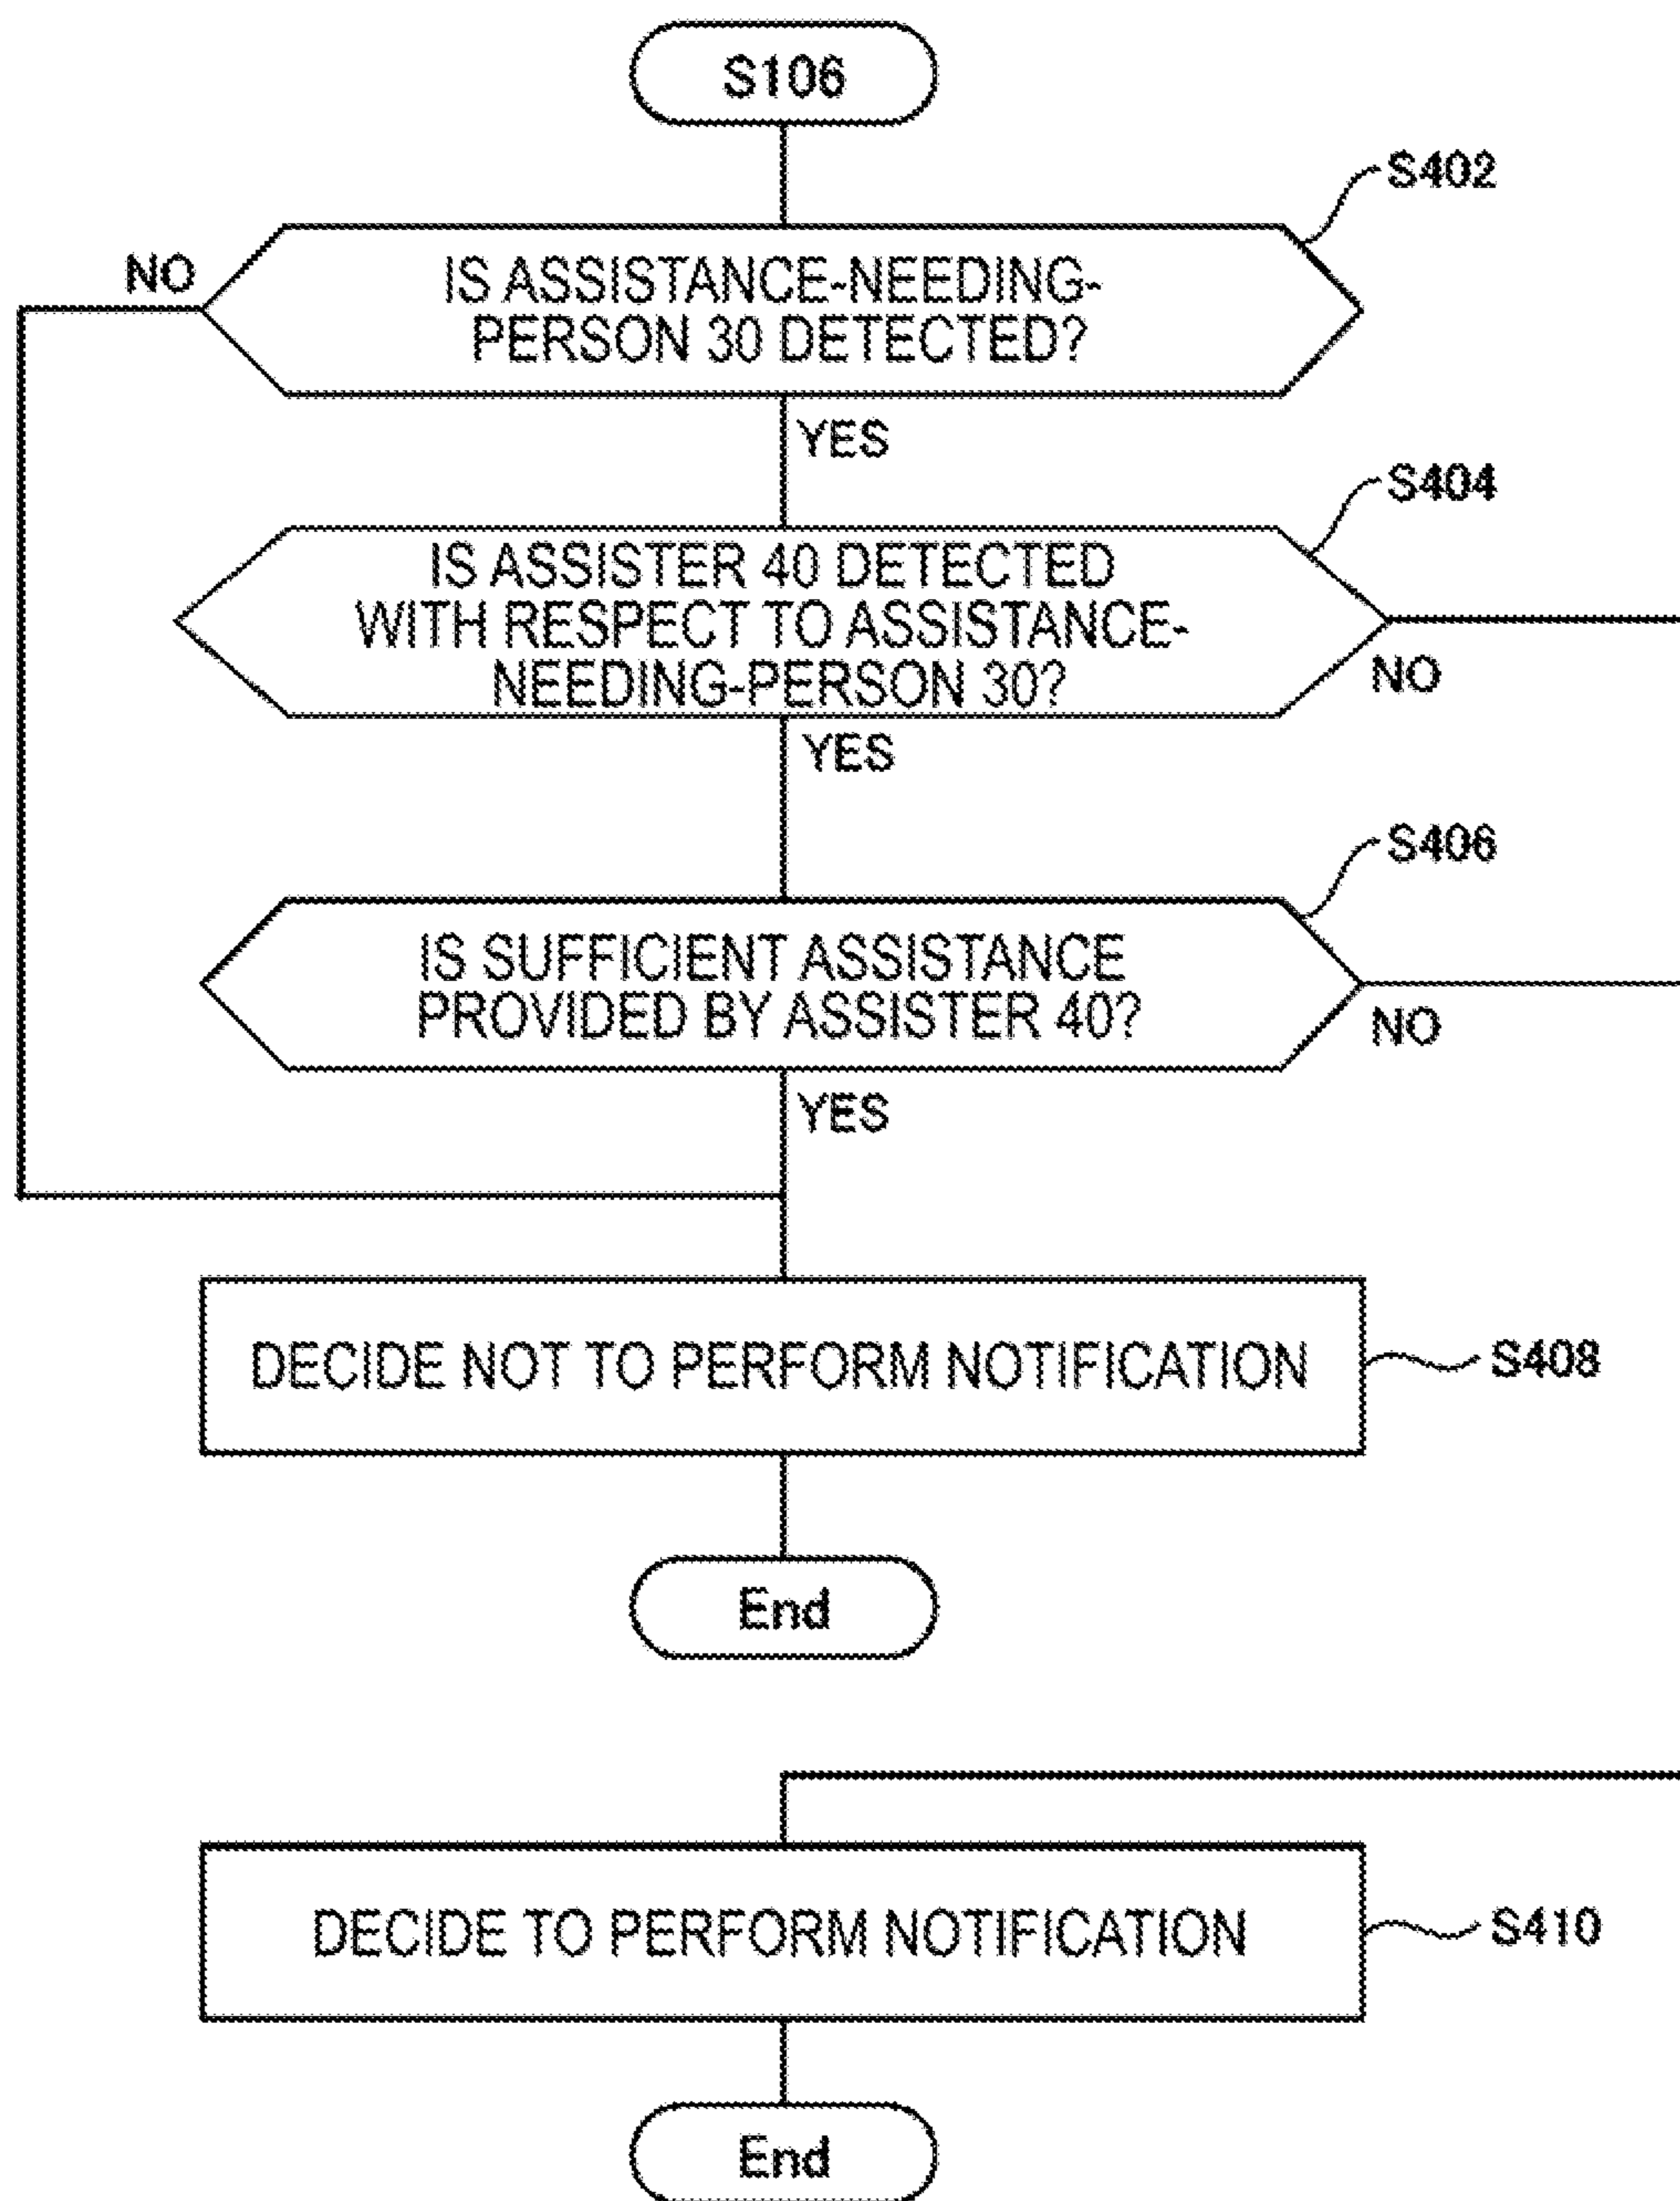 S106
S402
NO
IS ASSISTANCE-NEEDING-
PERSON 30 DETECTED?
YES
S404
IS ASSISTER 40 DETECTED
WITH RESPECT TO ASSISTANCE-
NEEDING-PERSON 30?
NO
YES
S406
IS SUFFICIENT ASSISTANCE
PROVIDED BY ASSISTER 40?
NO
YES
DECIDE NOT TO PERFORM NOTIFICATION
S408
End
DECIDE TO PERFORM NOTIFICATION
S410
End